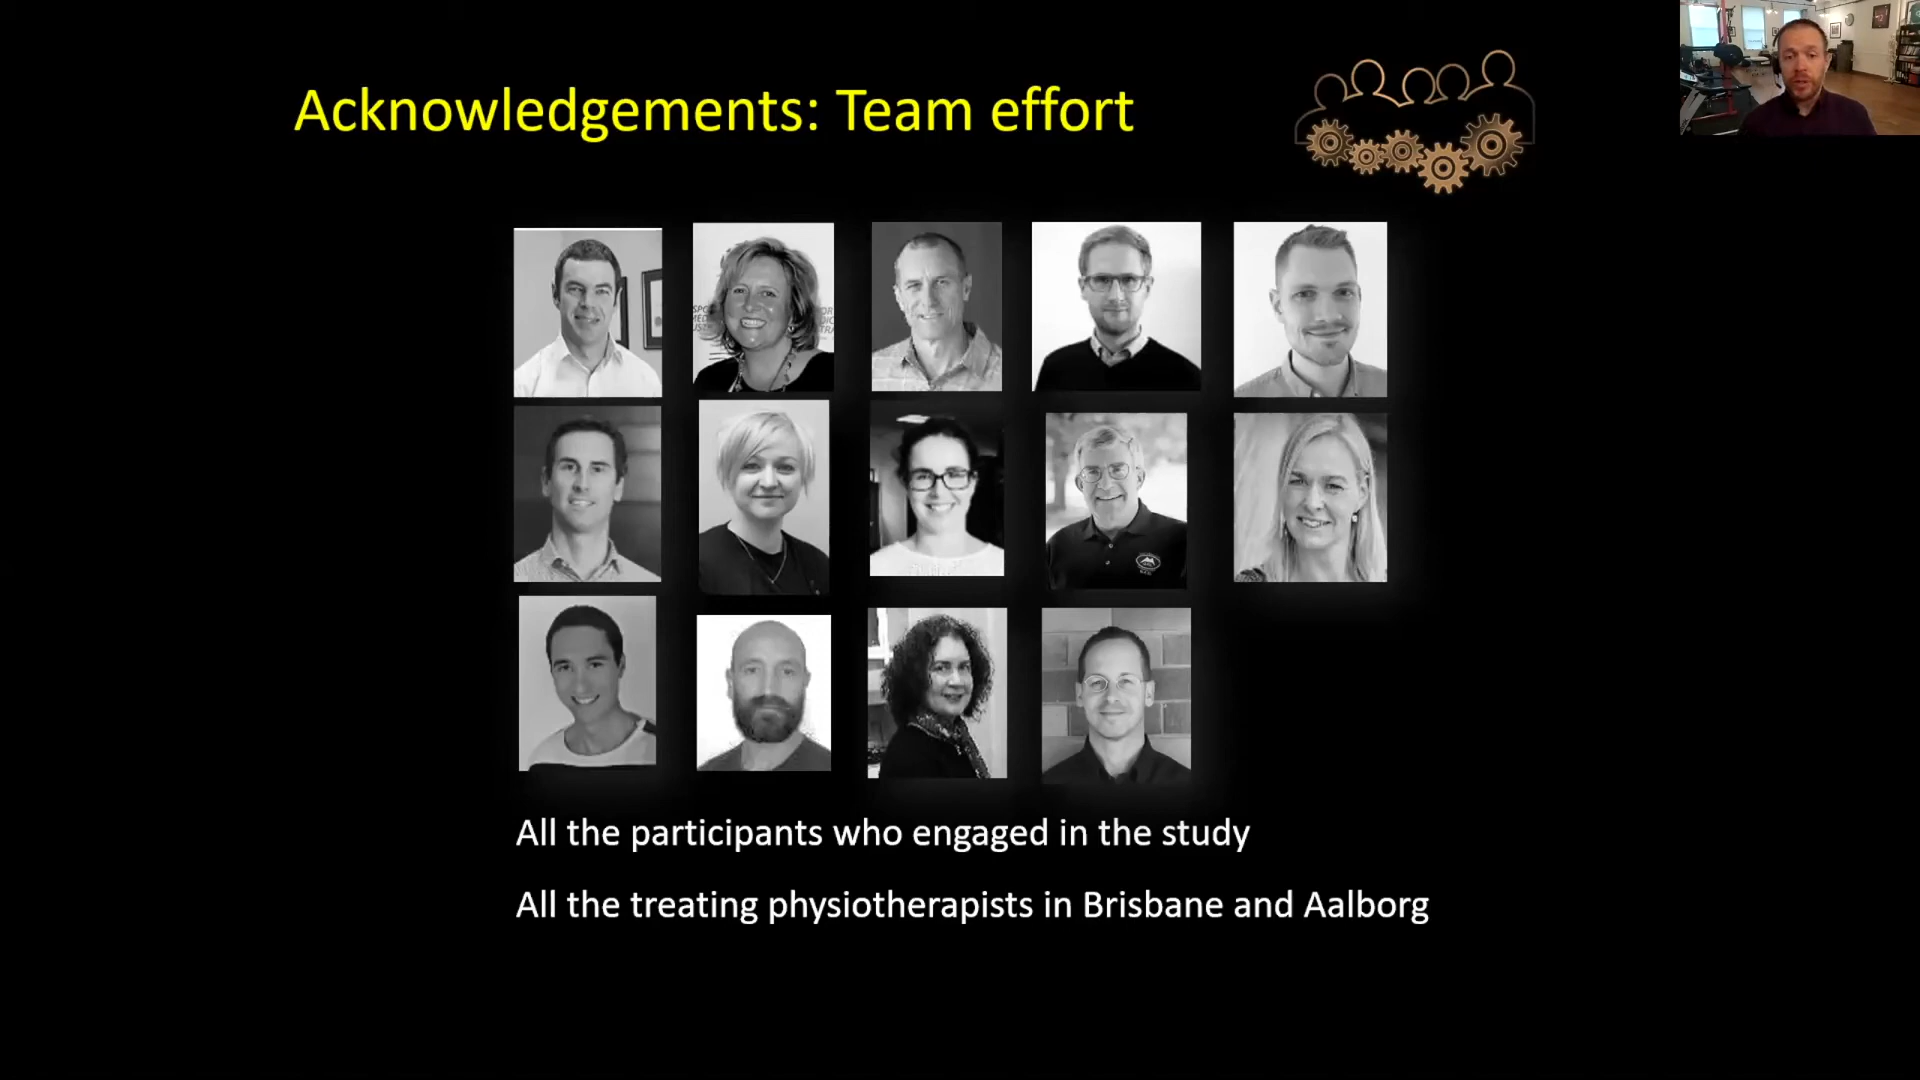 Acknowledgements: Team effort
All the participants who engaged in the study
All the treating physiotherapists in Brisbane and Aalborg